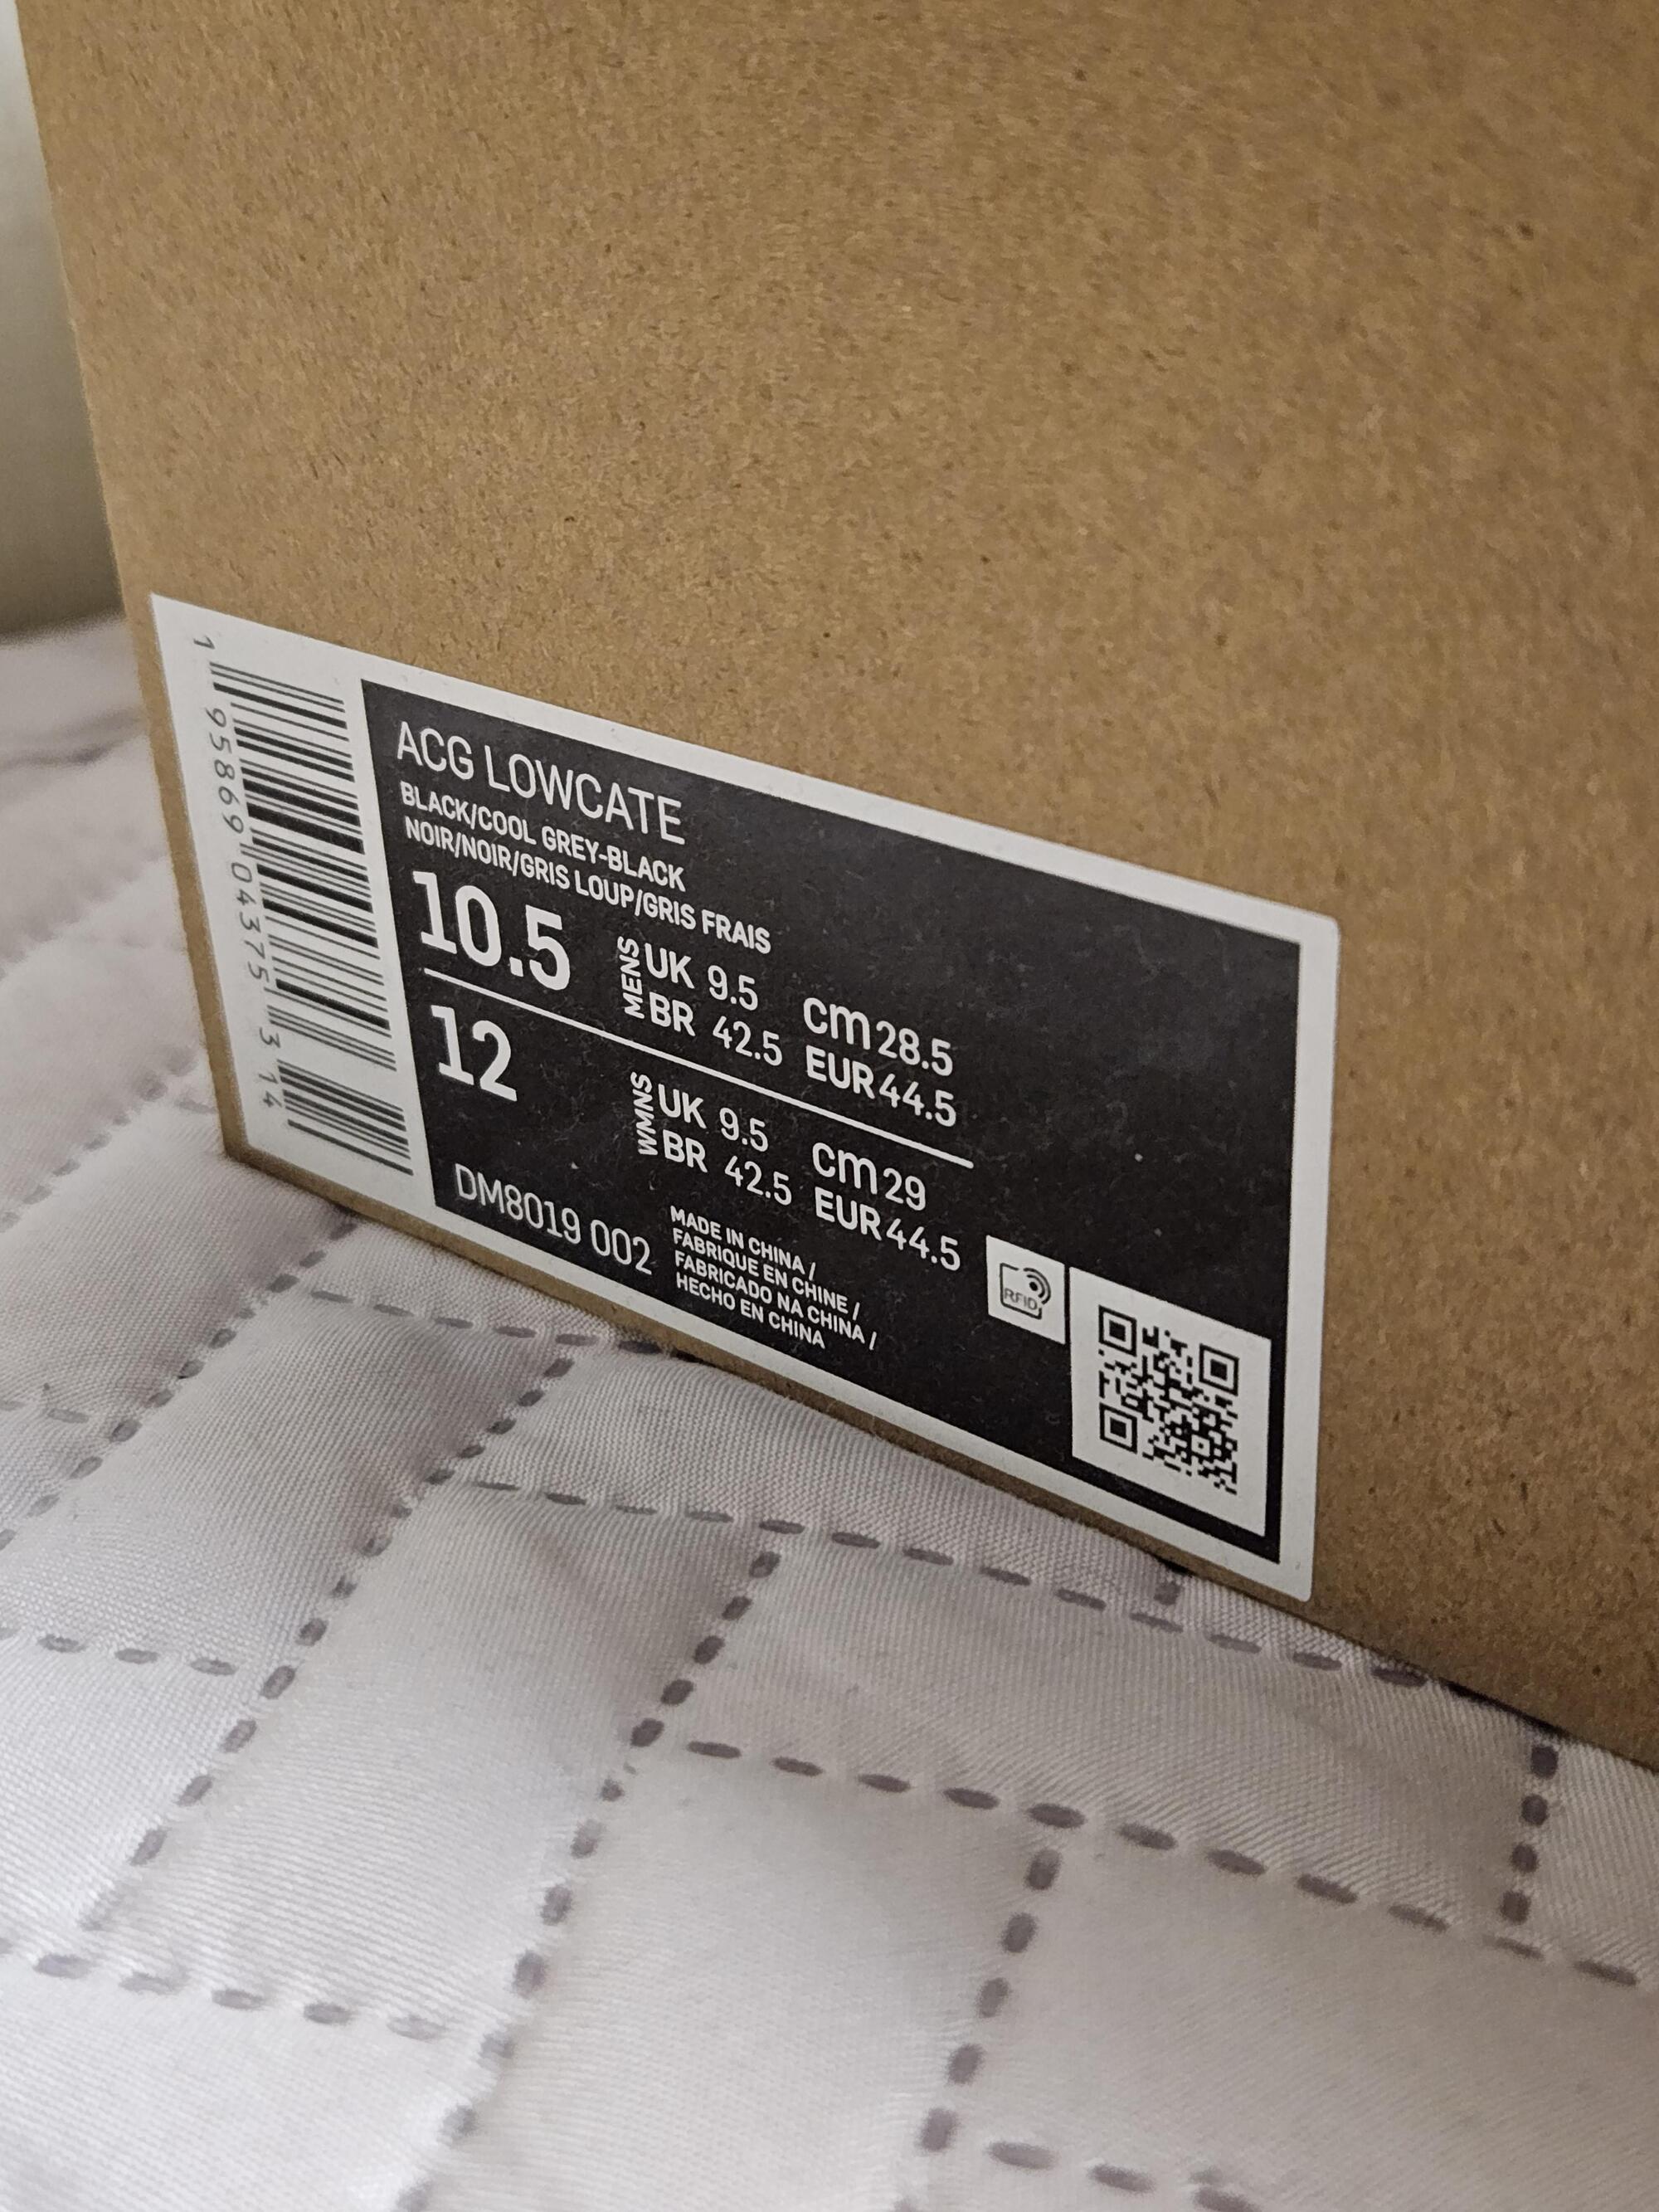 ACG LOWCATE
BLACK/COOL GREY-BLACK
NOIR/NOIR/GRIS LOUP/GRIS FRAIS
10.5 MENS UK 9.5 cm 28.5
BR 42.5 EUR 44.5
12 WMNS UK 9.5 cm 29
BR 42.5 EUR 44.5
DM8019 002
MADE IN CHINA /
FABRIQUE EN CHINE /
FABRICADO NA CHINA /
HECHO EN CHINA
RFID
1 95869 04375 3 14